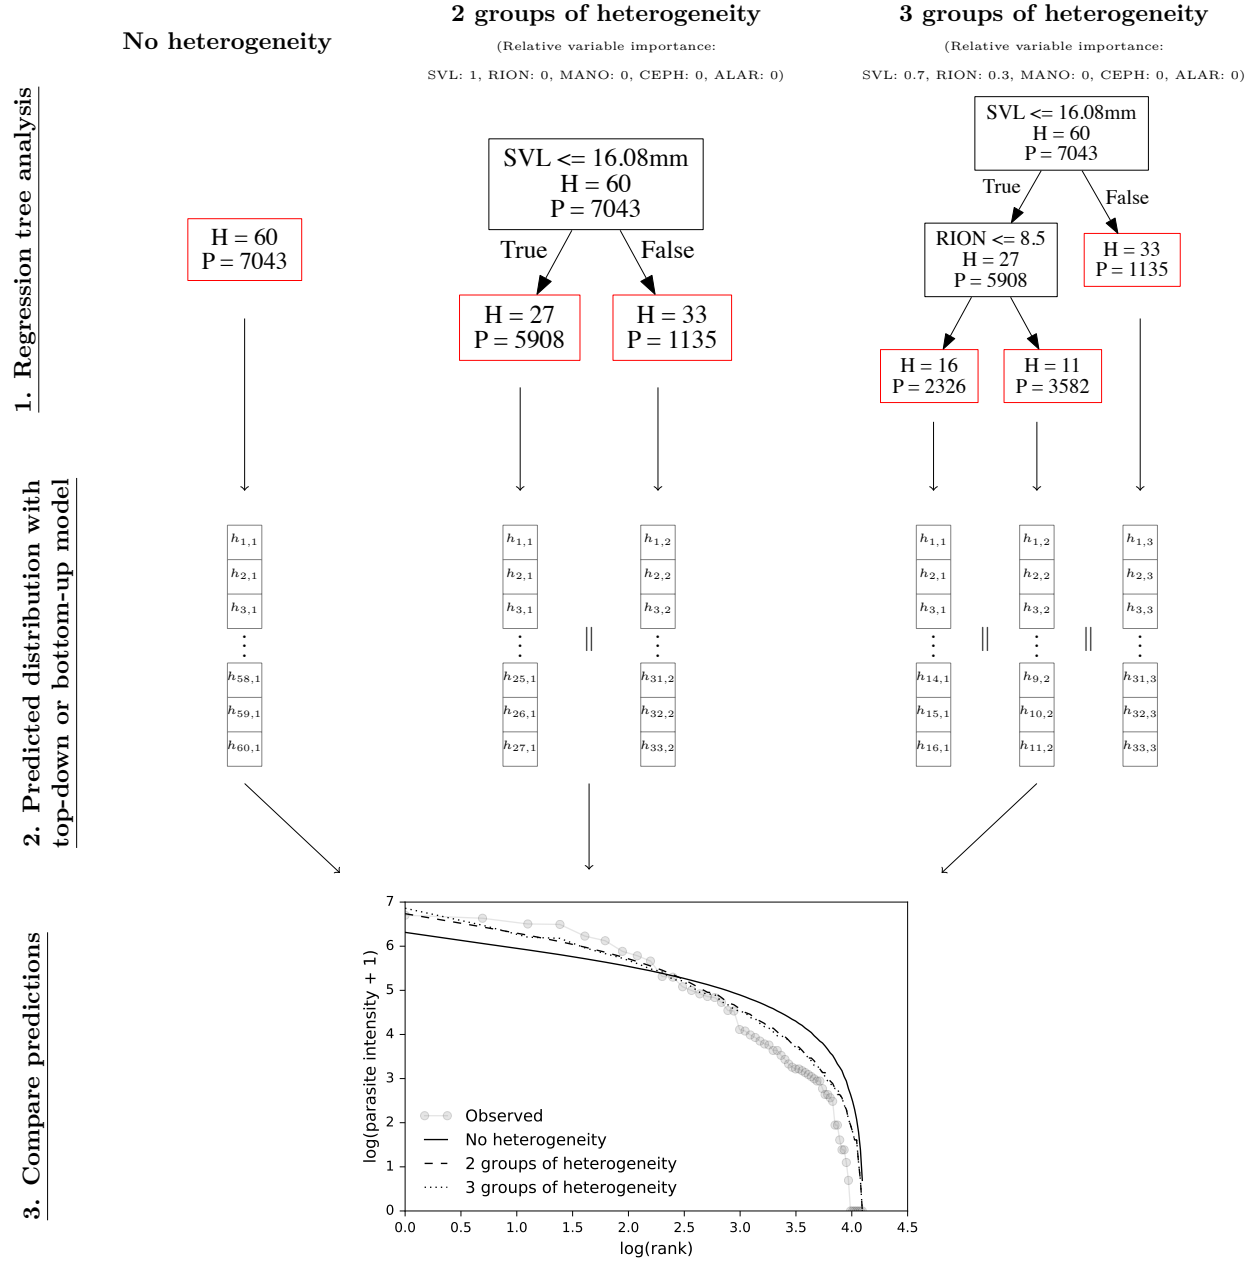 No heterogeneity
2 groups of heterogeneity
(Relative variable importance:
SVL: 1, RION: 0, MANO: 0, CEPH: 0, ALAR: 0)
3 groups of heterogeneity
(Relative variable importance:
SVL: 0.7, RION: 0.3, MANO: 0, CEPH: 0, ALAR: 0)
1. Regression tree analysis
H = 60
P = 7043
SVL <= 16.08mm
H = 60
P = 7043
True
False
H = 27
P = 5908
H = 33
P = 1135
SVL <= 16.08mm
H = 60
P = 7043
True
False
RION <= 8.5
H = 27
P = 5908
H = 33
P = 1135
H = 16
P = 2326
H = 11
P = 3582
2. Predicted distribution with
top-down or bottom-up model
h1,1
h2,1
h3,1
⋮
h58,1
h59,1
h60,1
h1,1
h2,1
h3,1
⋮
h25,1
h26,1
h27,1
||
h1,2
h2,2
h3,2
⋮
h31,2
h32,2
h33,2
h1,1
h2,1
h3,1
⋮
h14,1
h15,1
h16,1
||
h1,2
h2,2
h3,2
⋮
h9,2
h10,2
h11,2
||
h1,3
h2,3
h3,3
⋮
h31,3
h32,3
h33,3
3. Compare predictions
log(parasite intensity + 1)
7
6
5
4
3
2
1
0
Observed
No heterogeneity
2 groups of heterogeneity
3 groups of heterogeneity
0.0 0.5 1.0 1.5 2.0 2.5 3.0 3.5 4.0 4.5
log(rank)